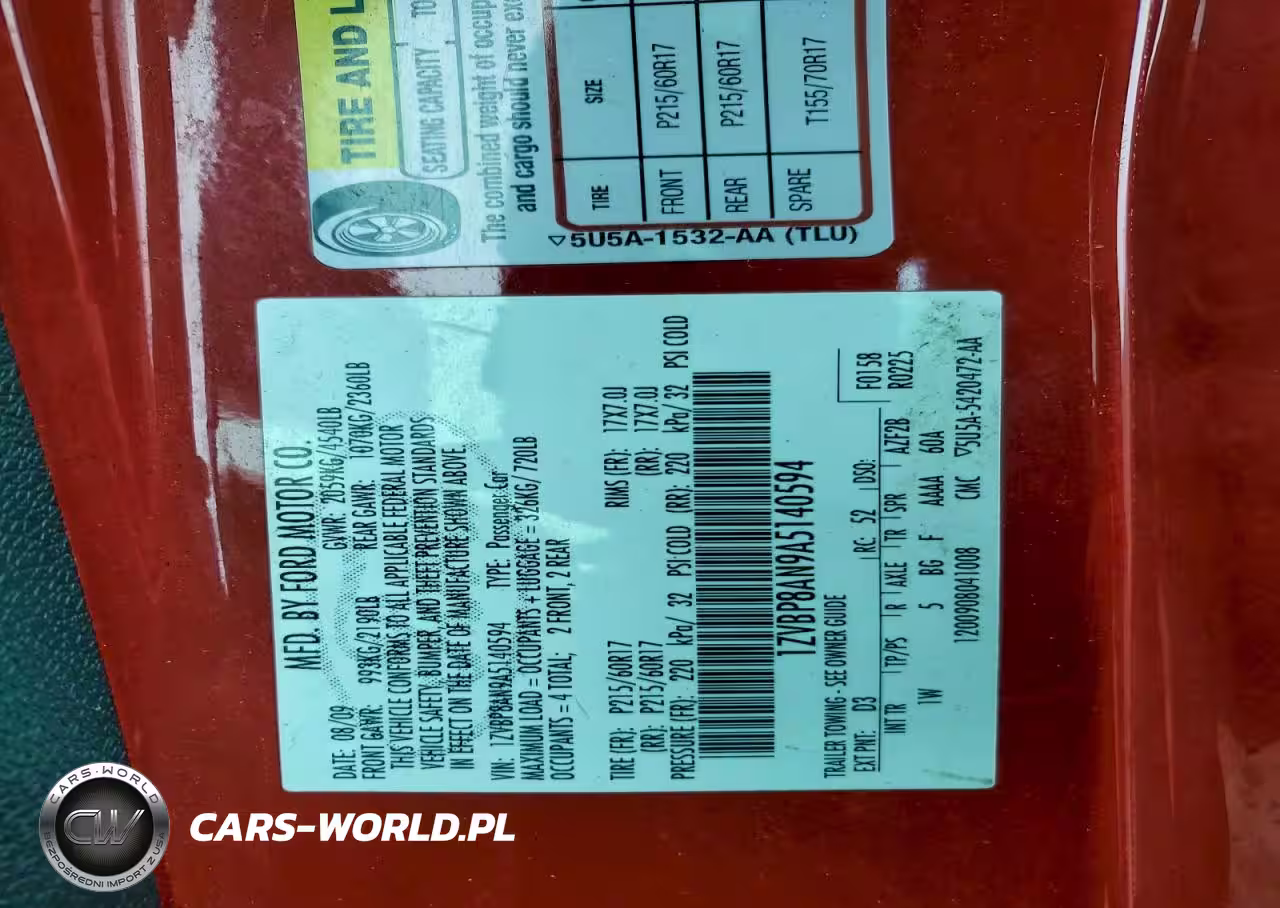 TIRE AND L
SEATING CAPACITY TO
The combined weight of occup
and cargo should never exc
TIRE SIZE
FRONT P215/60R17
REAR P215/60R17
SPARE T155/70R17
5U5A-1532-AA (TLU)
MFD. BY FORD MOTOR CO.
DATE: 08/09 GVWR: 2059KG/4540LB
FRONT GAWR: 993KG/2190LB REAR GAWR: 1070KG/2360LB
THIS VEHICLE CONFORMS TO ALL APPLICABLE FEDERAL MOTOR
VEHICLE SAFETY, BUMPER, AND THEFT PREVENTION STANDARDS
IN EFFECT ON THE DATE OF MANUFACTURE SHOWN ABOVE.
VIN: 1ZVBP8AN9A5140594 TYPE: Passenger Car
MAXIMUM LOAD = OCCUPANTS + LUGGAGE = 326KG/720LB
OCCUPANTS = 4 TOTAL; 2 FRONT, 2 REAR
TIRE (FR): P215/60R17 RIMS (FR): 17X7.0J
(RR): P215/60R17 (RR): 17X7.0J
PRESSURE (FR): 220 kPa/ 32 PSI COLD (RR): 220 kPa/ 32 PSI COLD
1ZVBP8AN9A5140594
TRAILER TOWING - SEE OWNER GUIDE
F0158
EXT PNT: D3 RC: 52 DSO: R0225
INT TR TP/PS R AXLE TR SPR AZF2B
1W 5 BG F AAAA 60A
1200908041008 CMC 5U5A-5420472-AA
CARS-WORLD
CW
BEZPOŚREDNI IMPORT Z USA
CARS-WORLD.PL